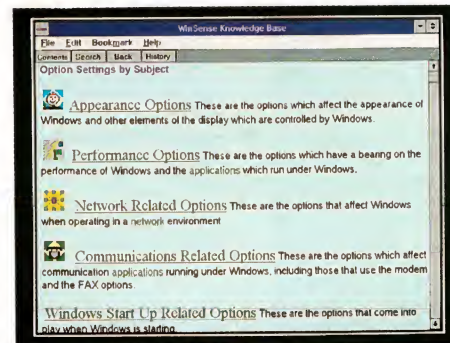 WinSense Knowledge Base
File Edit Bookmark Help
Contents Search Back History
Option Settings by Subject
Appearance Options These are the options which affect the appearance of
Windows and other elements of the display which are controlled by Windows.
Performance Options These are the options which have a bearing on the
performance of Windows and the applications which run under Windows.
Network Related Options These are the options that affect Windows
when operating in a network environment
Communications Related Options These are the options which affect
communication applications running under Windows, including those that use the modem
and the FAX options.
Windows Start Up Related Options These are the options that come into
play when Windows is starting.